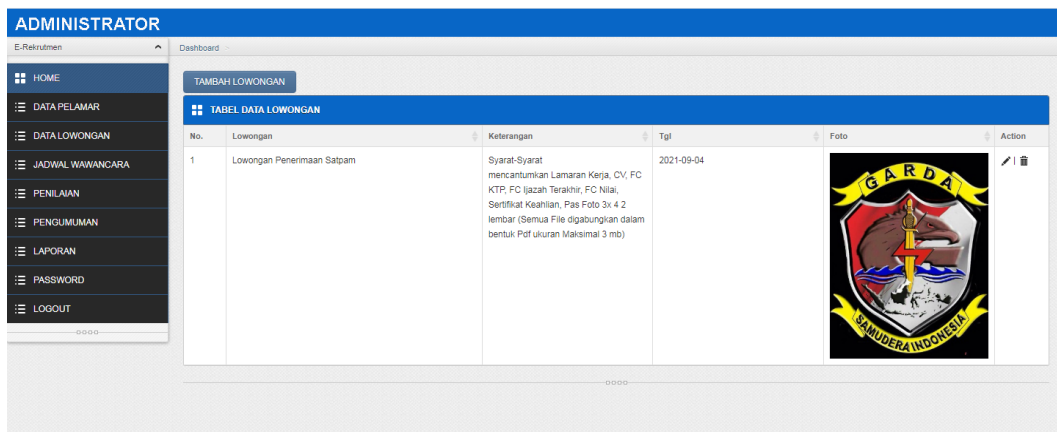 ADMINISTRATOR
E-Rekrutmen
Dashboard
HOME
DATA PELAMAR
DATA LOWONGAN
JADWAL WAWANCARA
PENILAIAN
PENGUMUMAN
LAPORAN
PASSWORD
LOGOUT
TAMBAH LOWONGAN
TABEL DATA LOWONGAN
No. Lowongan Keterangan Tgl Foto Action
1 Lowongan Penerimaan Satpam Syarat-Syarat 2021-09-04
mencantumkan Lamaran Kerja, CV, FC
KTP, FC Ijazah Terakhir, FC Nilai,
Sertifikat Keahlian, Pas Foto 3x 4 2
lembar (Semua File digabungkan dalam
bentuk Pdf ukuran Maksimal 3 mb)
GARDA
SAMUDERA INDONESIA